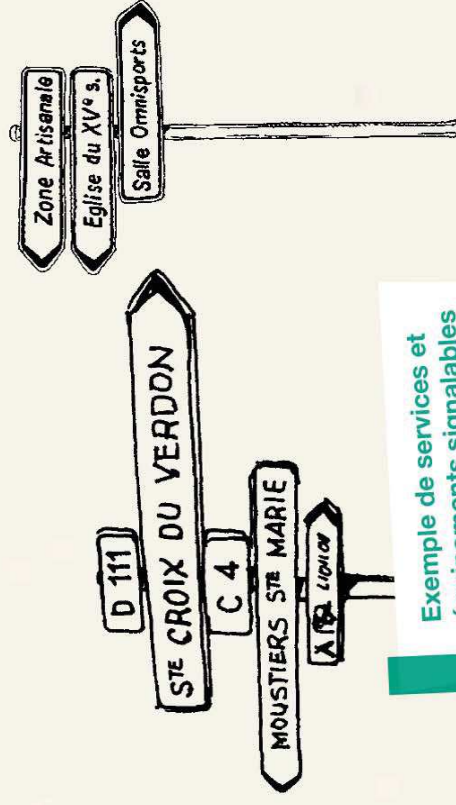 Zone Artisanale
Eglise du XVe s.
Salle Omnisports
D 111
STE CROIX DU VERDON
C 4
MOUSTIERS STE MARIE
Exemple de services et
signalables